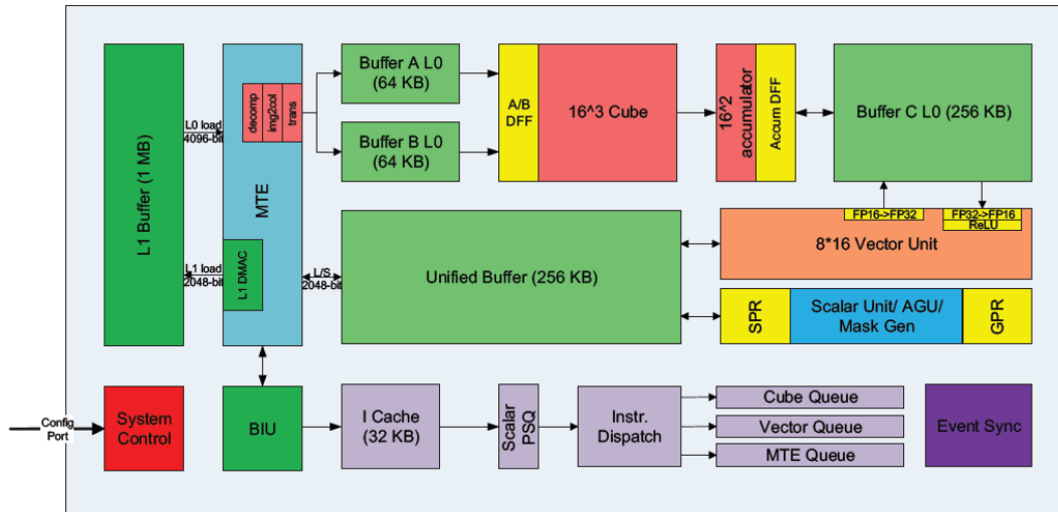 L1 Buffer (1 MB)
L0 load
4096-bit
L1 load
2048-bit
MTE
decomp
img2col
trans
L1 DMAC
Buffer A L0
(64 KB)
Buffer B L0
(64 KB)
A/B
DFF
16^3 Cube
16^2
accumulator
Accum DFF
Buffer C L0 (256 KB)
L/S
2048-bit
Unified Buffer (256 KB)
FP16->FP32
FP32->FP16
ReLU
8*16 Vector Unit
SPR
Scalar Unit/ AGU/
Mask Gen
GPR
Config
Port
System
Control
BIU
I Cache
(32 KB)
Scalar
PSQ
Instr.
Dispatch
Cube Queue
Vector Queue
MTE Queue
Event Sync